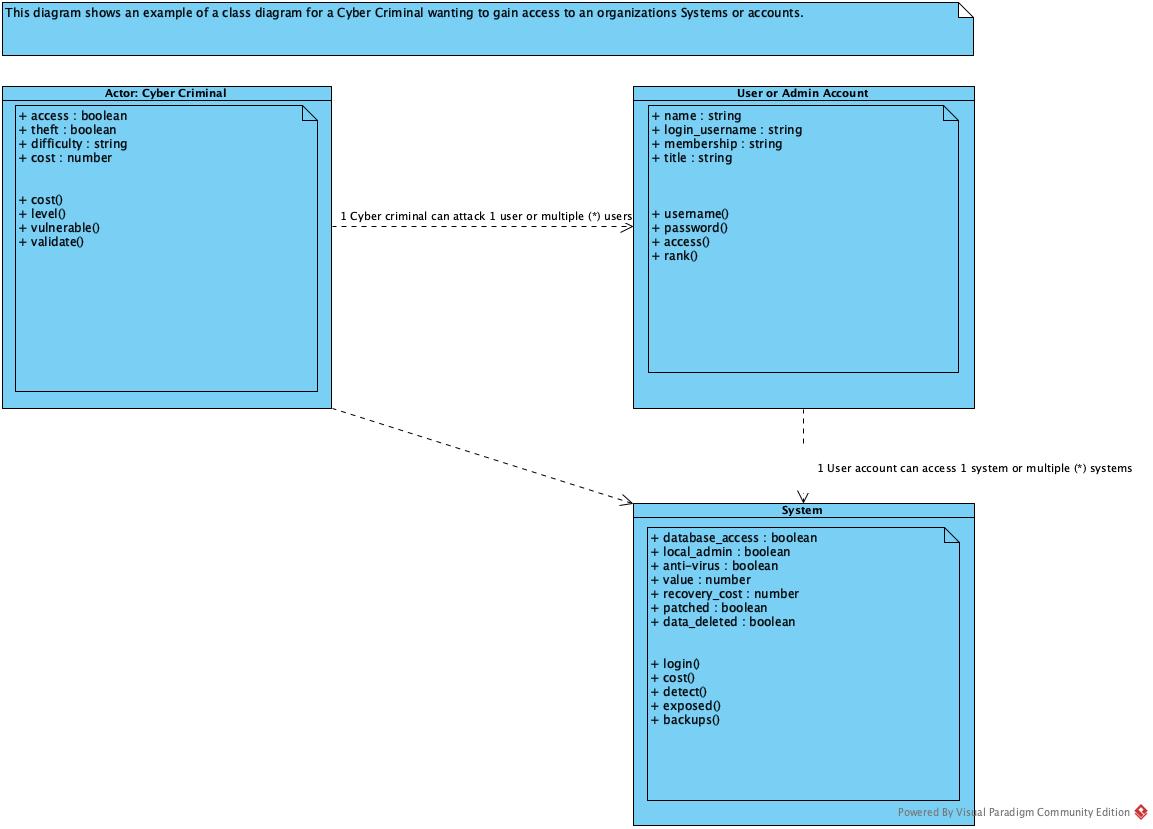 This diagram shows an example of a class diagram for a Cyber Criminal wanting to gain access to an organizations Systems or accounts.
Actor: Cyber Criminal
+ access : boolean
+ theft : boolean
+ difficulty : string
+ cost : number
+ cost()
+ level()
+ vulnerable()
+ validate()
1 Cyber criminal can attack 1 user or multiple (*) users
User or Admin Account
+ name : string
+ login_username : string
+ membership : string
+ title : string
+ username()
+ password()
+ access()
+ rank()
1 User account can access 1 system or multiple (*) systems
System
+ database_access : boolean
+ local_admin : boolean
+ anti-virus : boolean
+ value : number
+ recovery_cost : number
+ patched : boolean
+ data_deleted : boolean
+ login()
+ cost()
+ detect()
+ exposed()
+ backups()
Powered By Visual Paradigm Community Edition